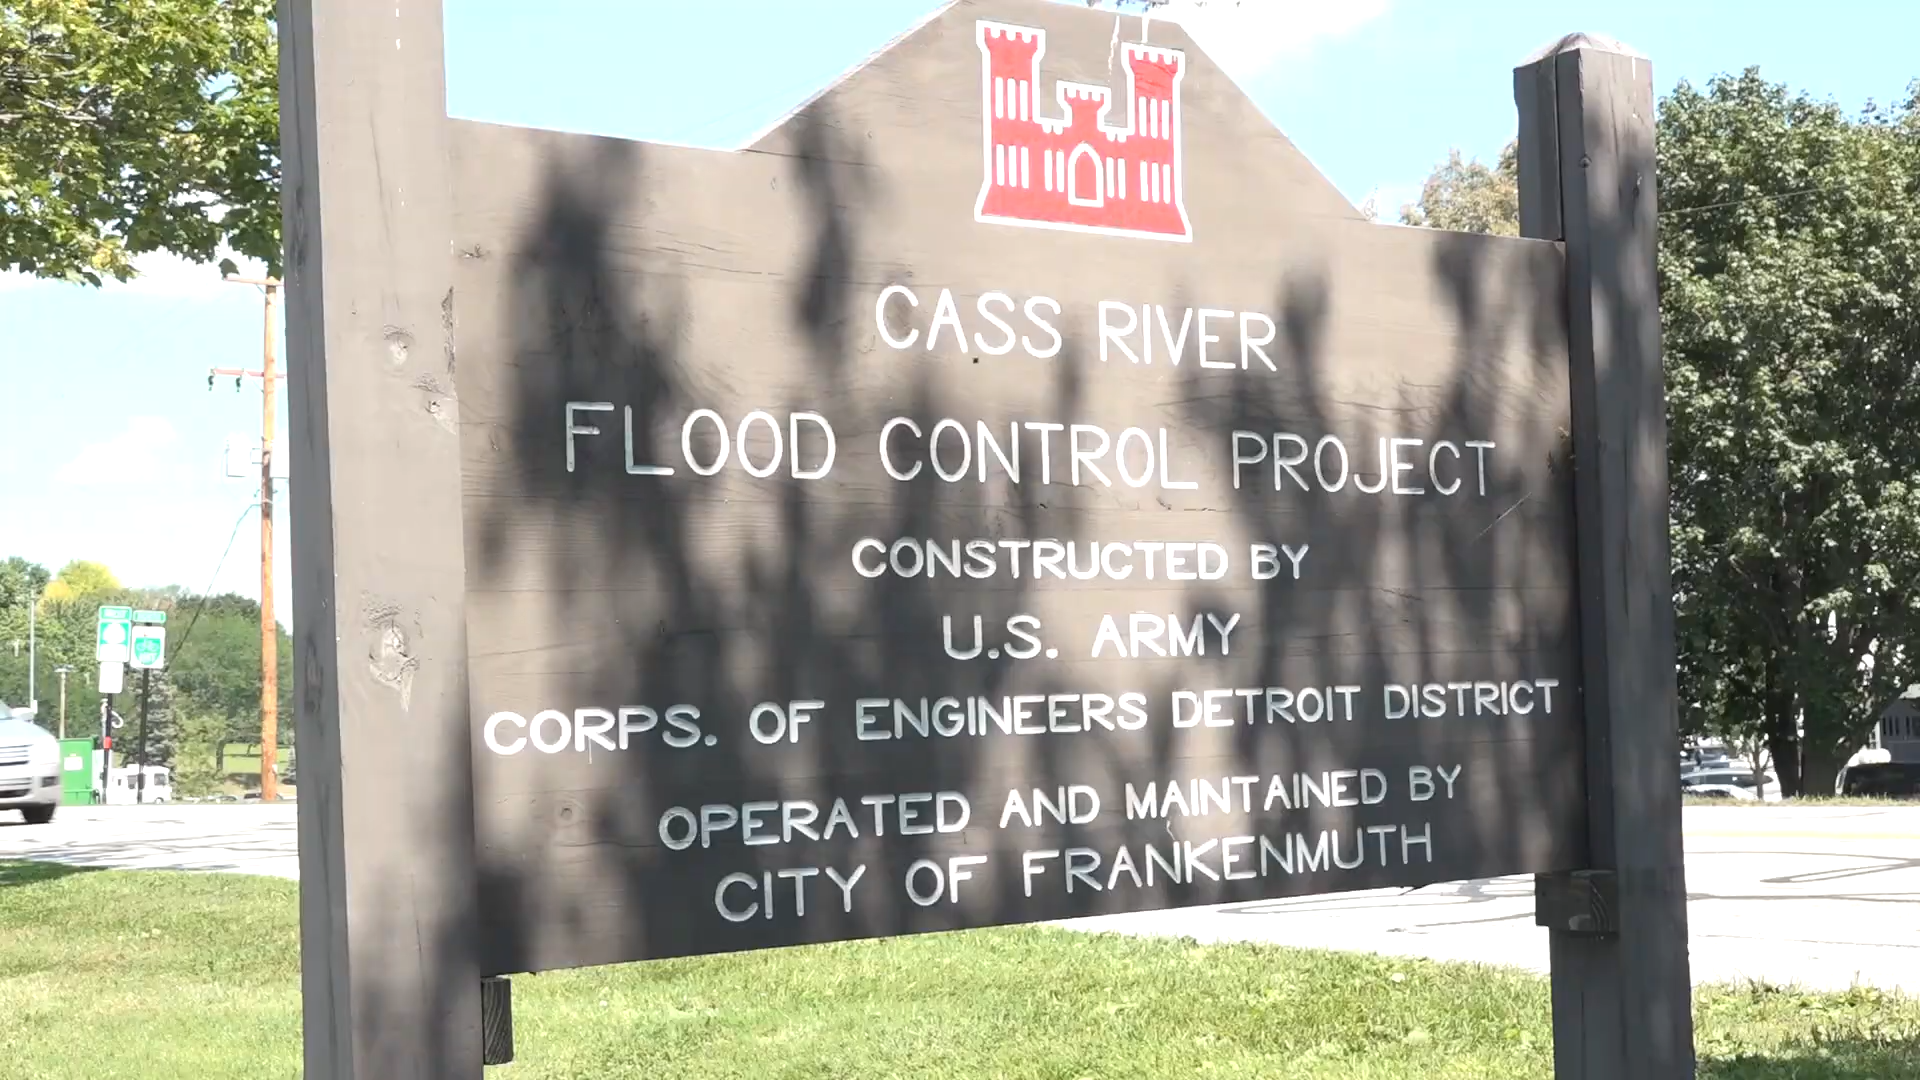 CASS RIVER
FLOOD CONTROL PROJECT
CONSTRUCTED BY
U.S. ARMY
CORPS. OF ENGINEERS DETROIT DISTRICT
OPERATED AND MAINTAINED BY
CITY OF FRANKENMUTH